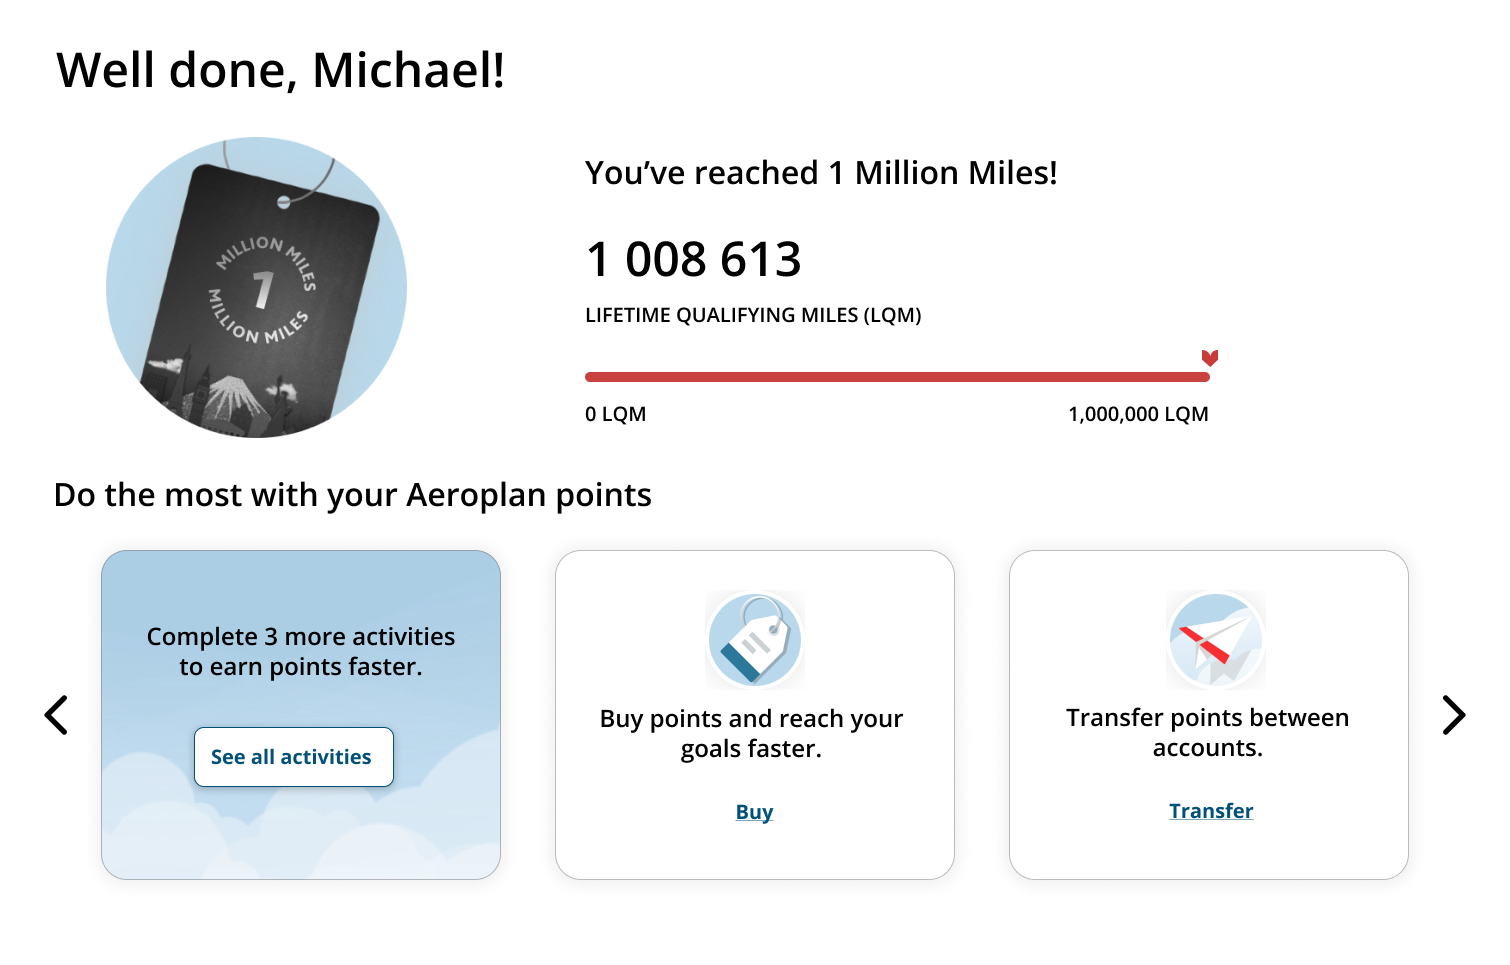 Well done, Michael!
MILLION MILES
1
MILLION MILES
You’ve reached 1 Million Miles!
1 008 613
LIFETIME QUALIFYING MILES (LQM)
0 LQM
1,000,000 LQM
Do the most with your Aeroplan points
Complete 3 more activities
to earn points faster.
See all activities
Buy points and reach your
goals faster.
Buy
Transfer points between
accounts.
Transfer